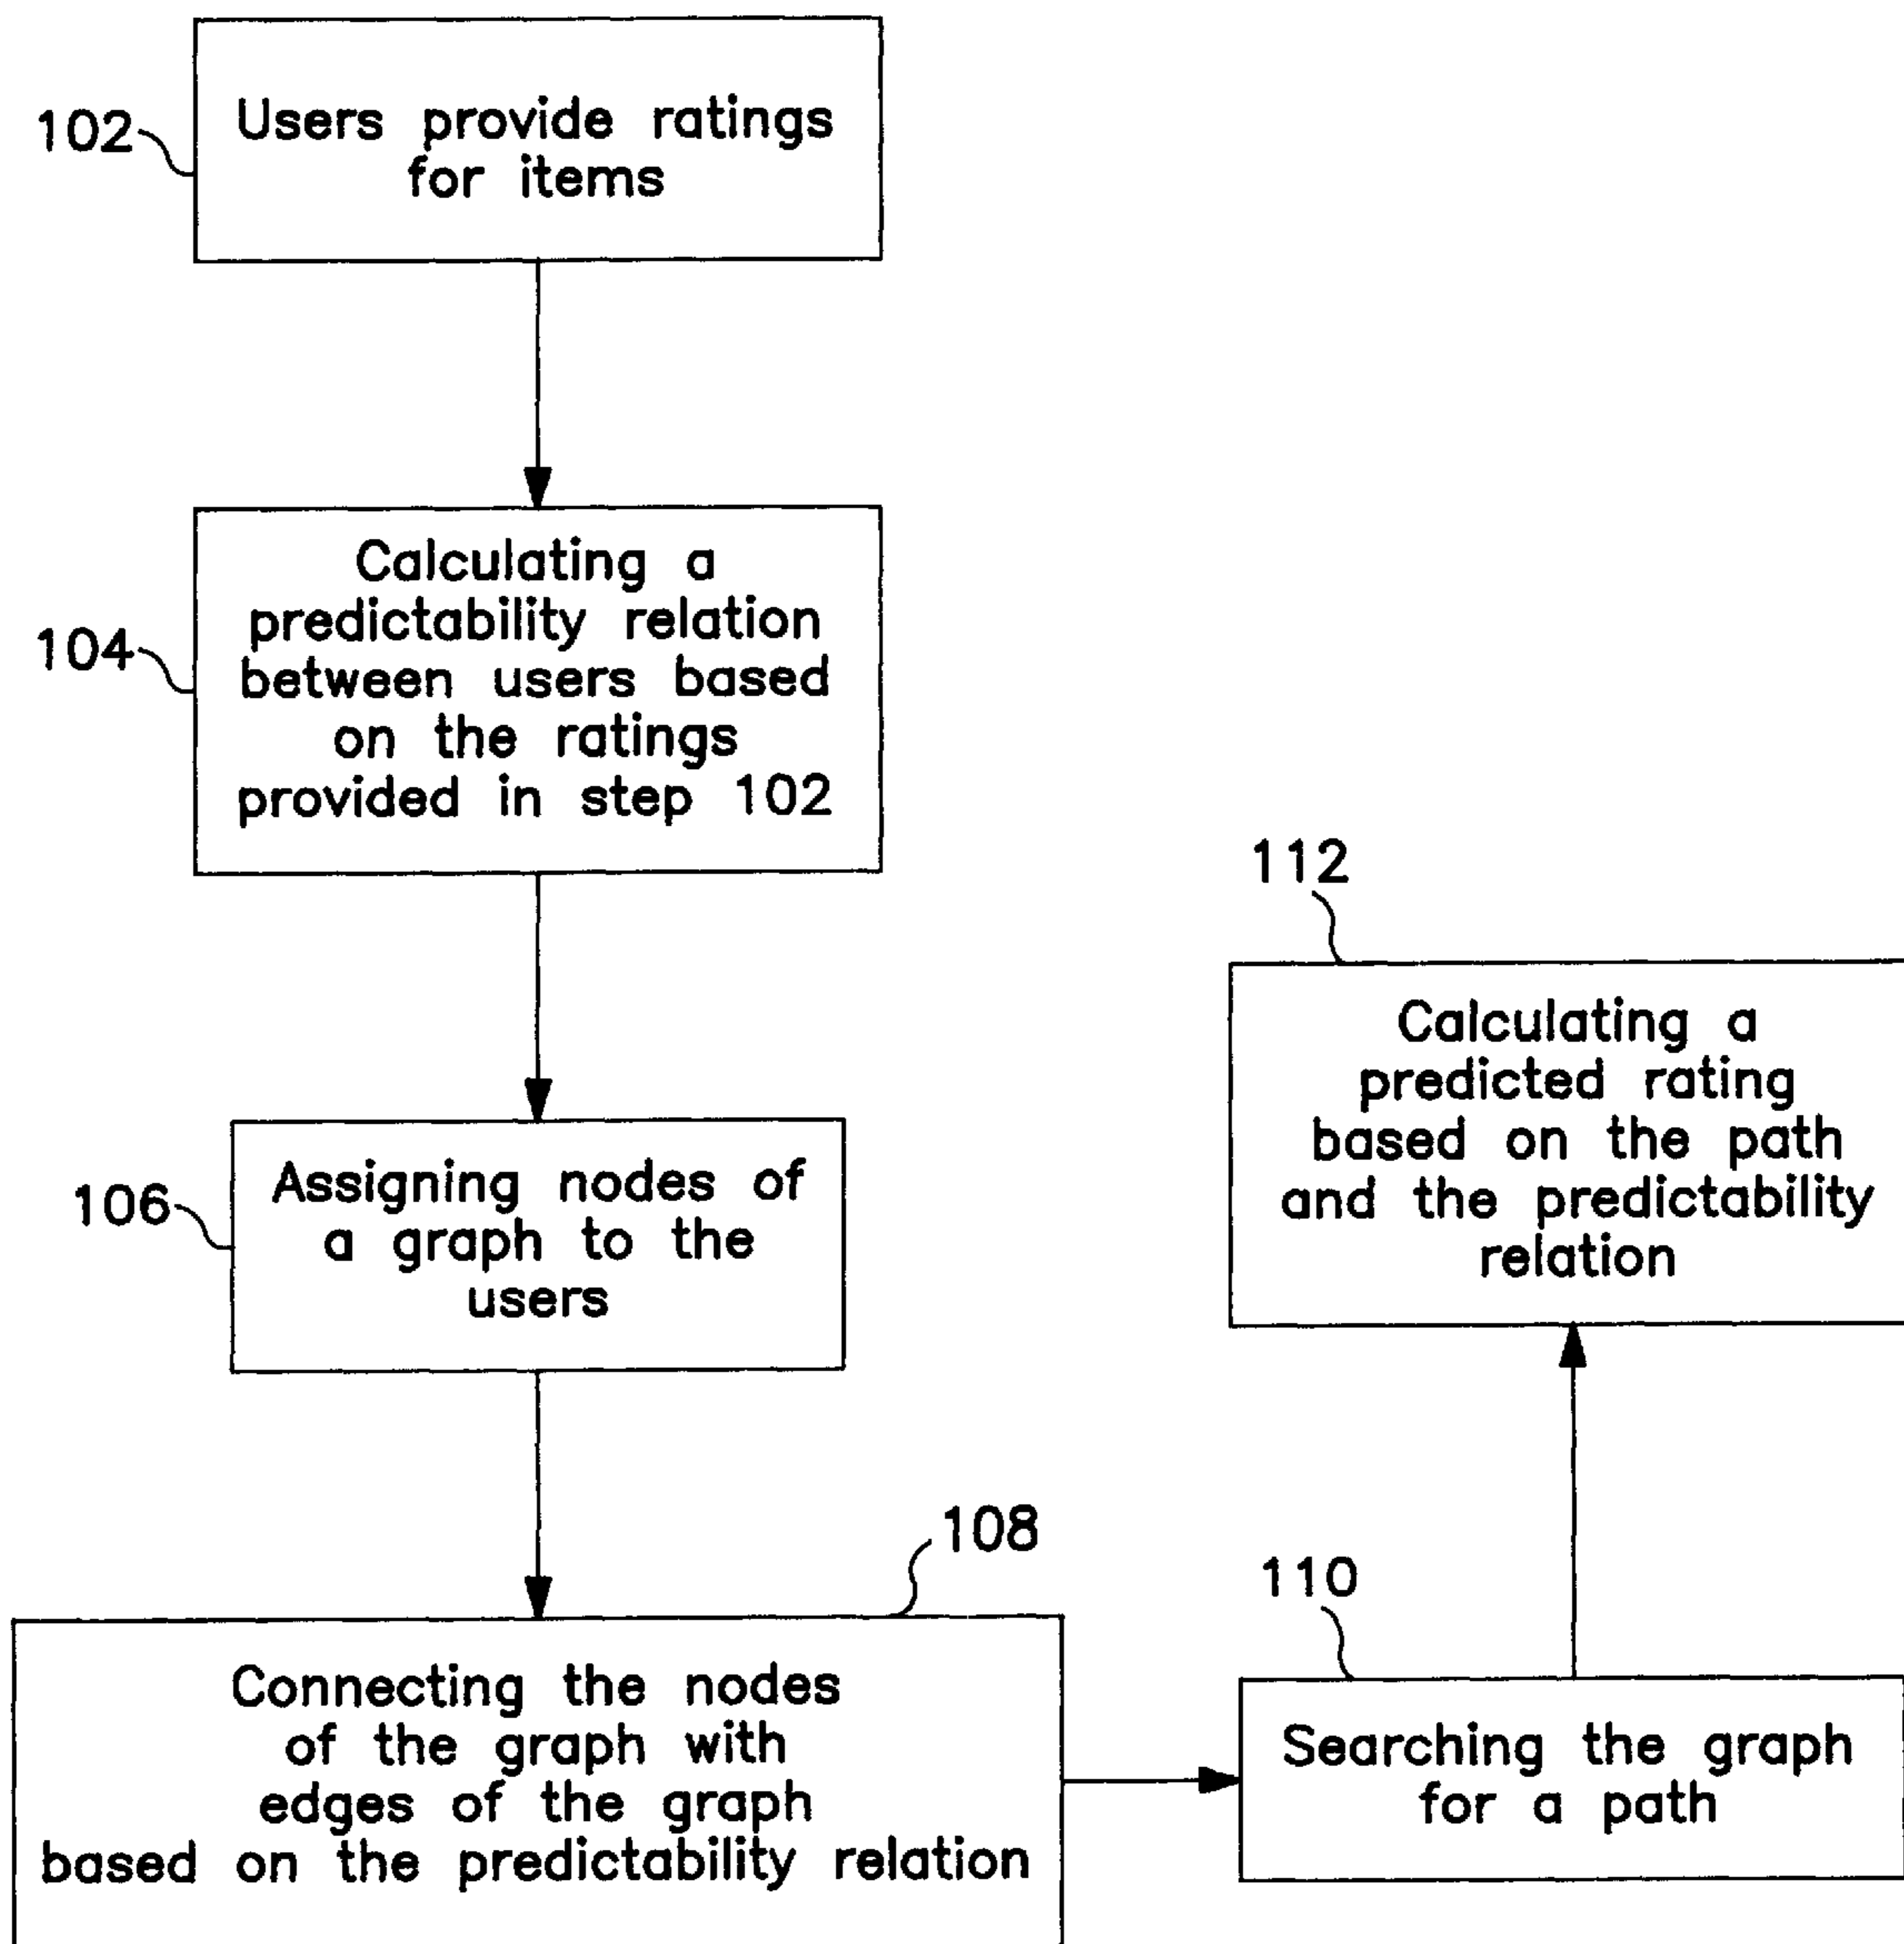 102
Users provide ratings
for items
104
Calculating a
predictability relation
between users based
on the ratings
provided in step 102
106
Assigning nodes of
a graph to the
users
108
Connecting the nodes
of the graph with
edges of the graph
based on the predictability relation
110
Searching the graph
for a path
112
Calculating a
predicted rating
based on the path
and the predictability
relation